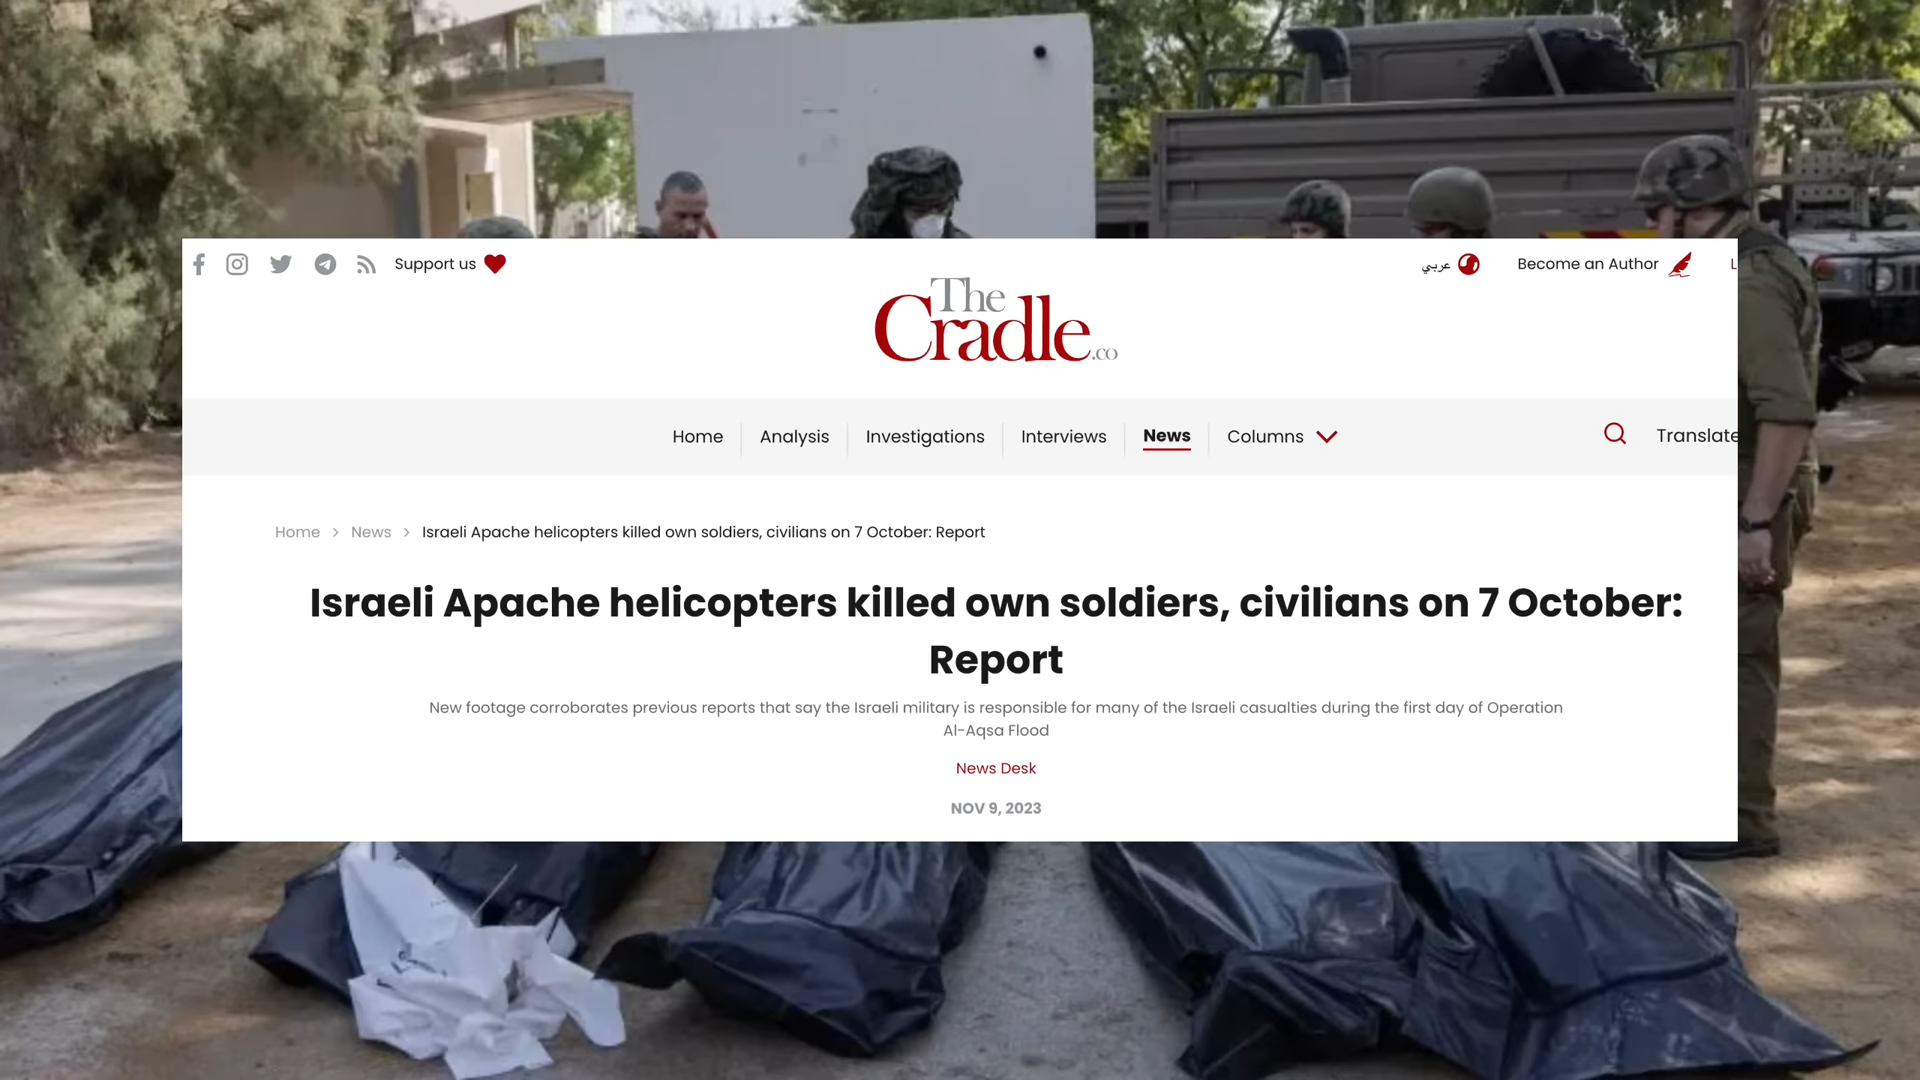 Support us
عربي
Become an Author
L
The
Cradle.co
Home
Analysis
Investigations
Interviews
News
Columns
Translate
Home > News > Israeli Apache helicopters killed own soldiers, civilians on 7 October: Report
Israeli Apache helicopters killed own soldiers, civilians on 7 October:
Report
New footage corroborates previous reports that say the Israeli military is responsible for many of the Israeli casualties during the first day of Operation
Al-Aqsa Flood
News Desk
NOV 9, 2023